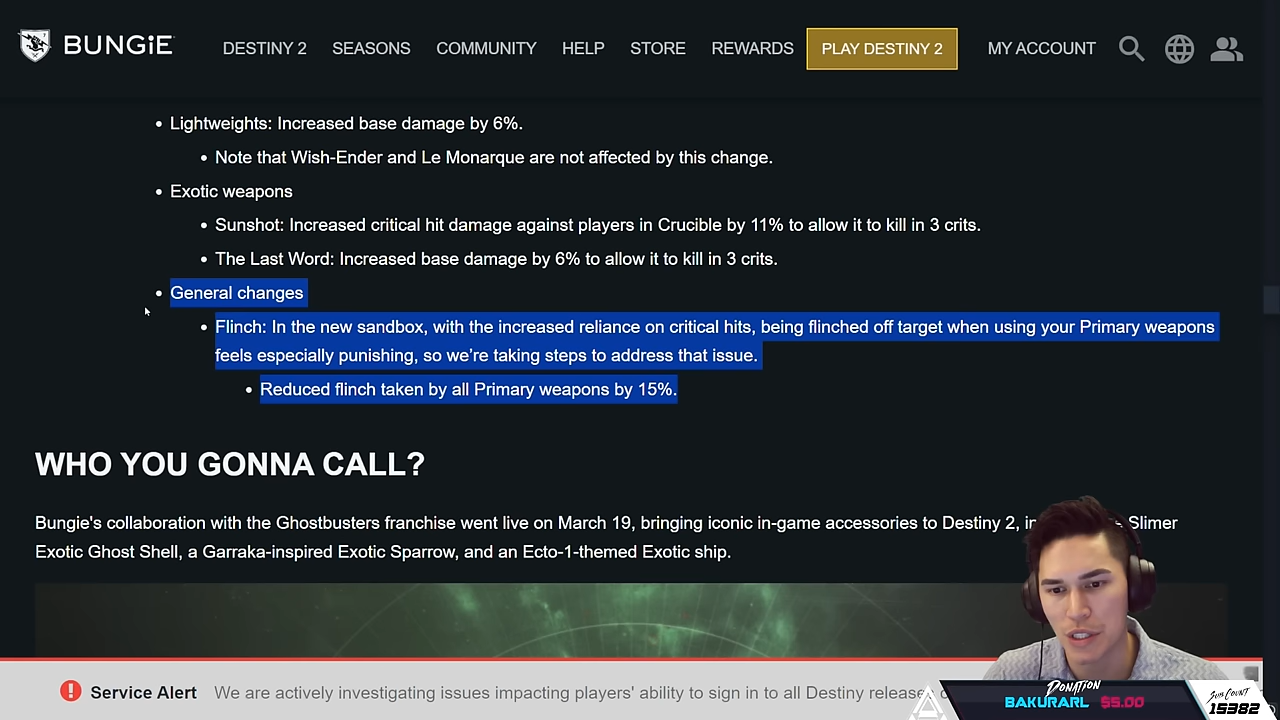 BUNGiE DESTINY 2 SEASONS COMMUNITY HELP STORE REWARDS PLAY DESTINY 2 MY ACCOUNT
• Lightweights: Increased base damage by 6%.
• Note that Wish-Ender and Le Monarque are not affected by this change.
• Exotic weapons
• Sunshot: Increased critical hit damage against players in Crucible by 11% to allow it to kill in 3 crits.
• The Last Word: Increased base damage by 6% to allow it to kill in 3 crits.
• General changes
• Flinch: In the new sandbox, with the increased reliance on critical hits, being flinched off target when using your Primary weapons
feels especially punishing, so we’re taking steps to address that issue.
• Reduced flinch taken by all Primary weapons by 15%.
WHO YOU GONNA CALL?
Bungie's collaboration with the Ghostbusters franchise went live on March 19, bringing iconic in-game accessories to Destiny 2, Slimer
Exotic Ghost Shell, a Garraka-inspired Exotic Sparrow, and an Ecto-1-themed Exotic ship.
Service Alert We are actively investigating issues impacting players' ability to sign in to all Destiny
DONATION
BAKURARL $5.00
SUB COUNT
15382